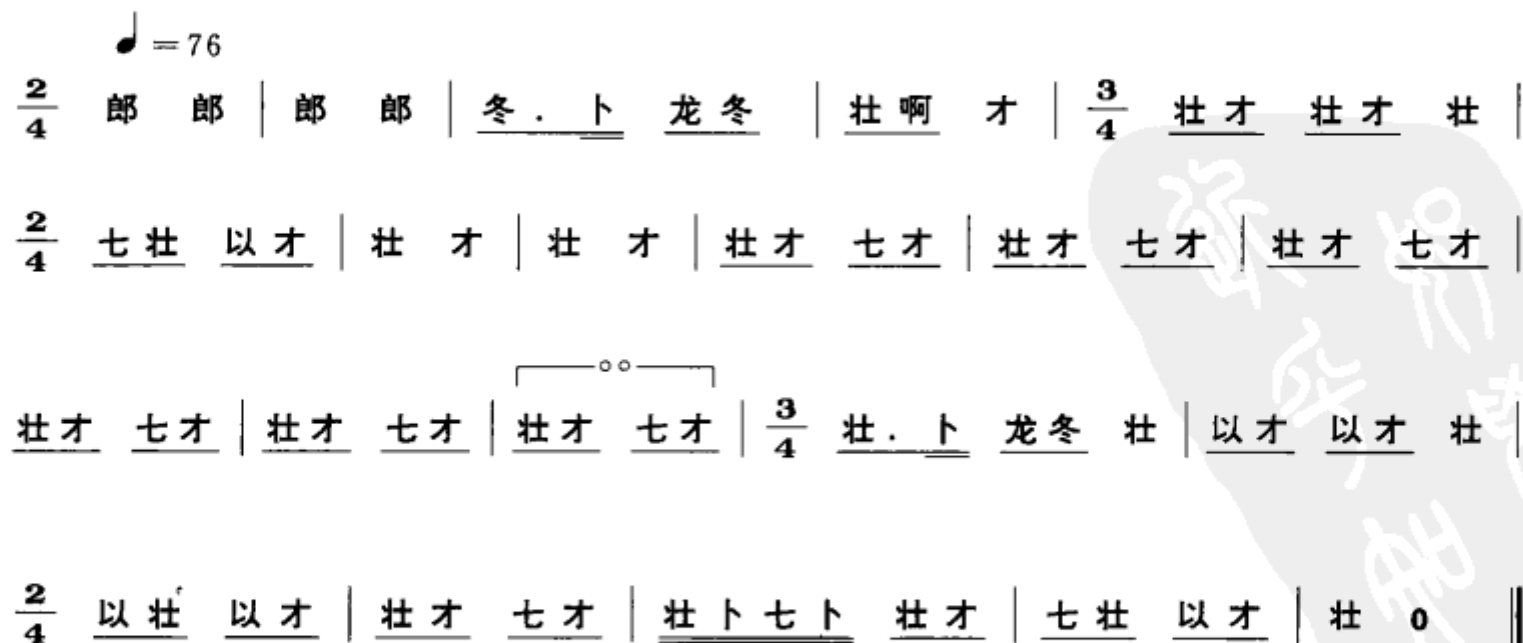 ♩=76
2/4 郎 郎 | 郎 郎 | 冬. 卜 龙冬 | 壮啊 才 | 3/4 壮才 壮才 壮 |
2/4 七壮 以才 | 壮 才 | 壮 才 | 壮才 七才 | 壮才 七才 | 壮才 七才 |
壮才 七才 | 壮才 七才 | 壮才 七才 | 3/4 壮. 卜 龙冬 壮 | 以才 以才 壮 |
2/4 以壮 以才 | 壮才 七才 | 壮卜七卜 壮才 | 七壮 以才 | 壮 0 ‖